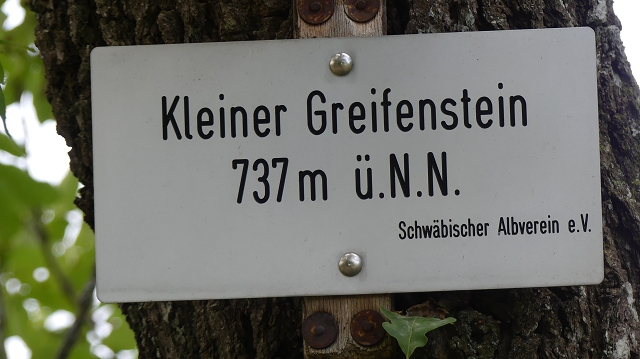 Kleiner Greifenstein
737m ü.N.N.
Schwäbischer Albverein e.V.